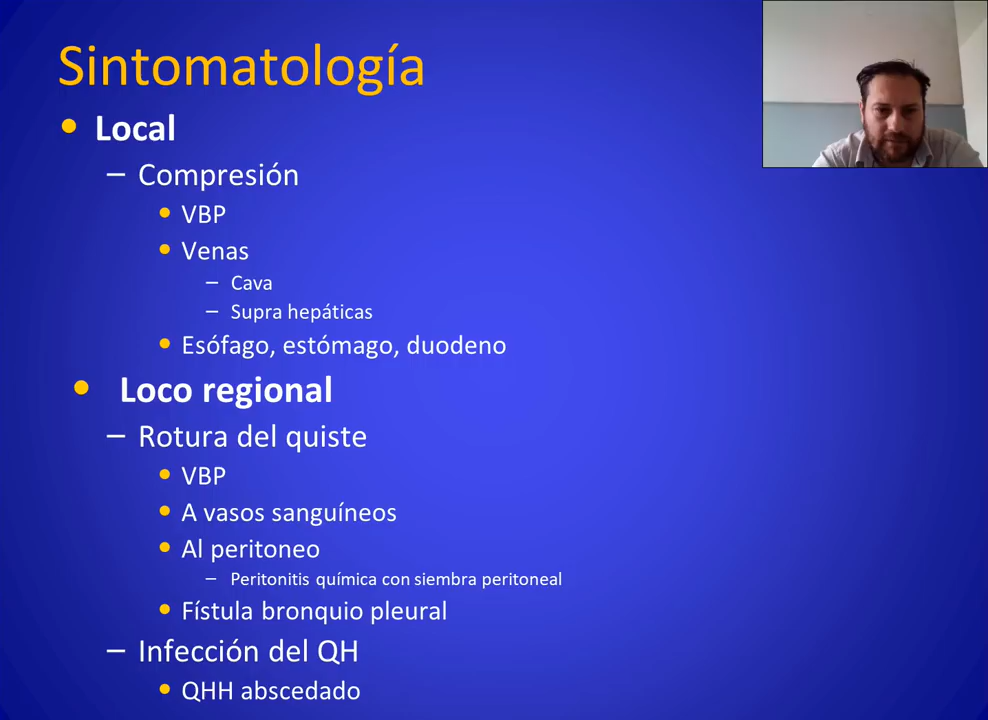 Sintomatología
• Local
– Compresión
• VBP
• Venas
– Cava
– Supra hepáticas
• Esófago, estómago, duodeno
• Loco regional
– Rotura del quiste
• VBP
• A vasos sanguíneos
• Al peritoneo
– Peritonitis química con siembra peritoneal
• Fístula bronquio pleural
– Infección del QH
• QHH abscedado